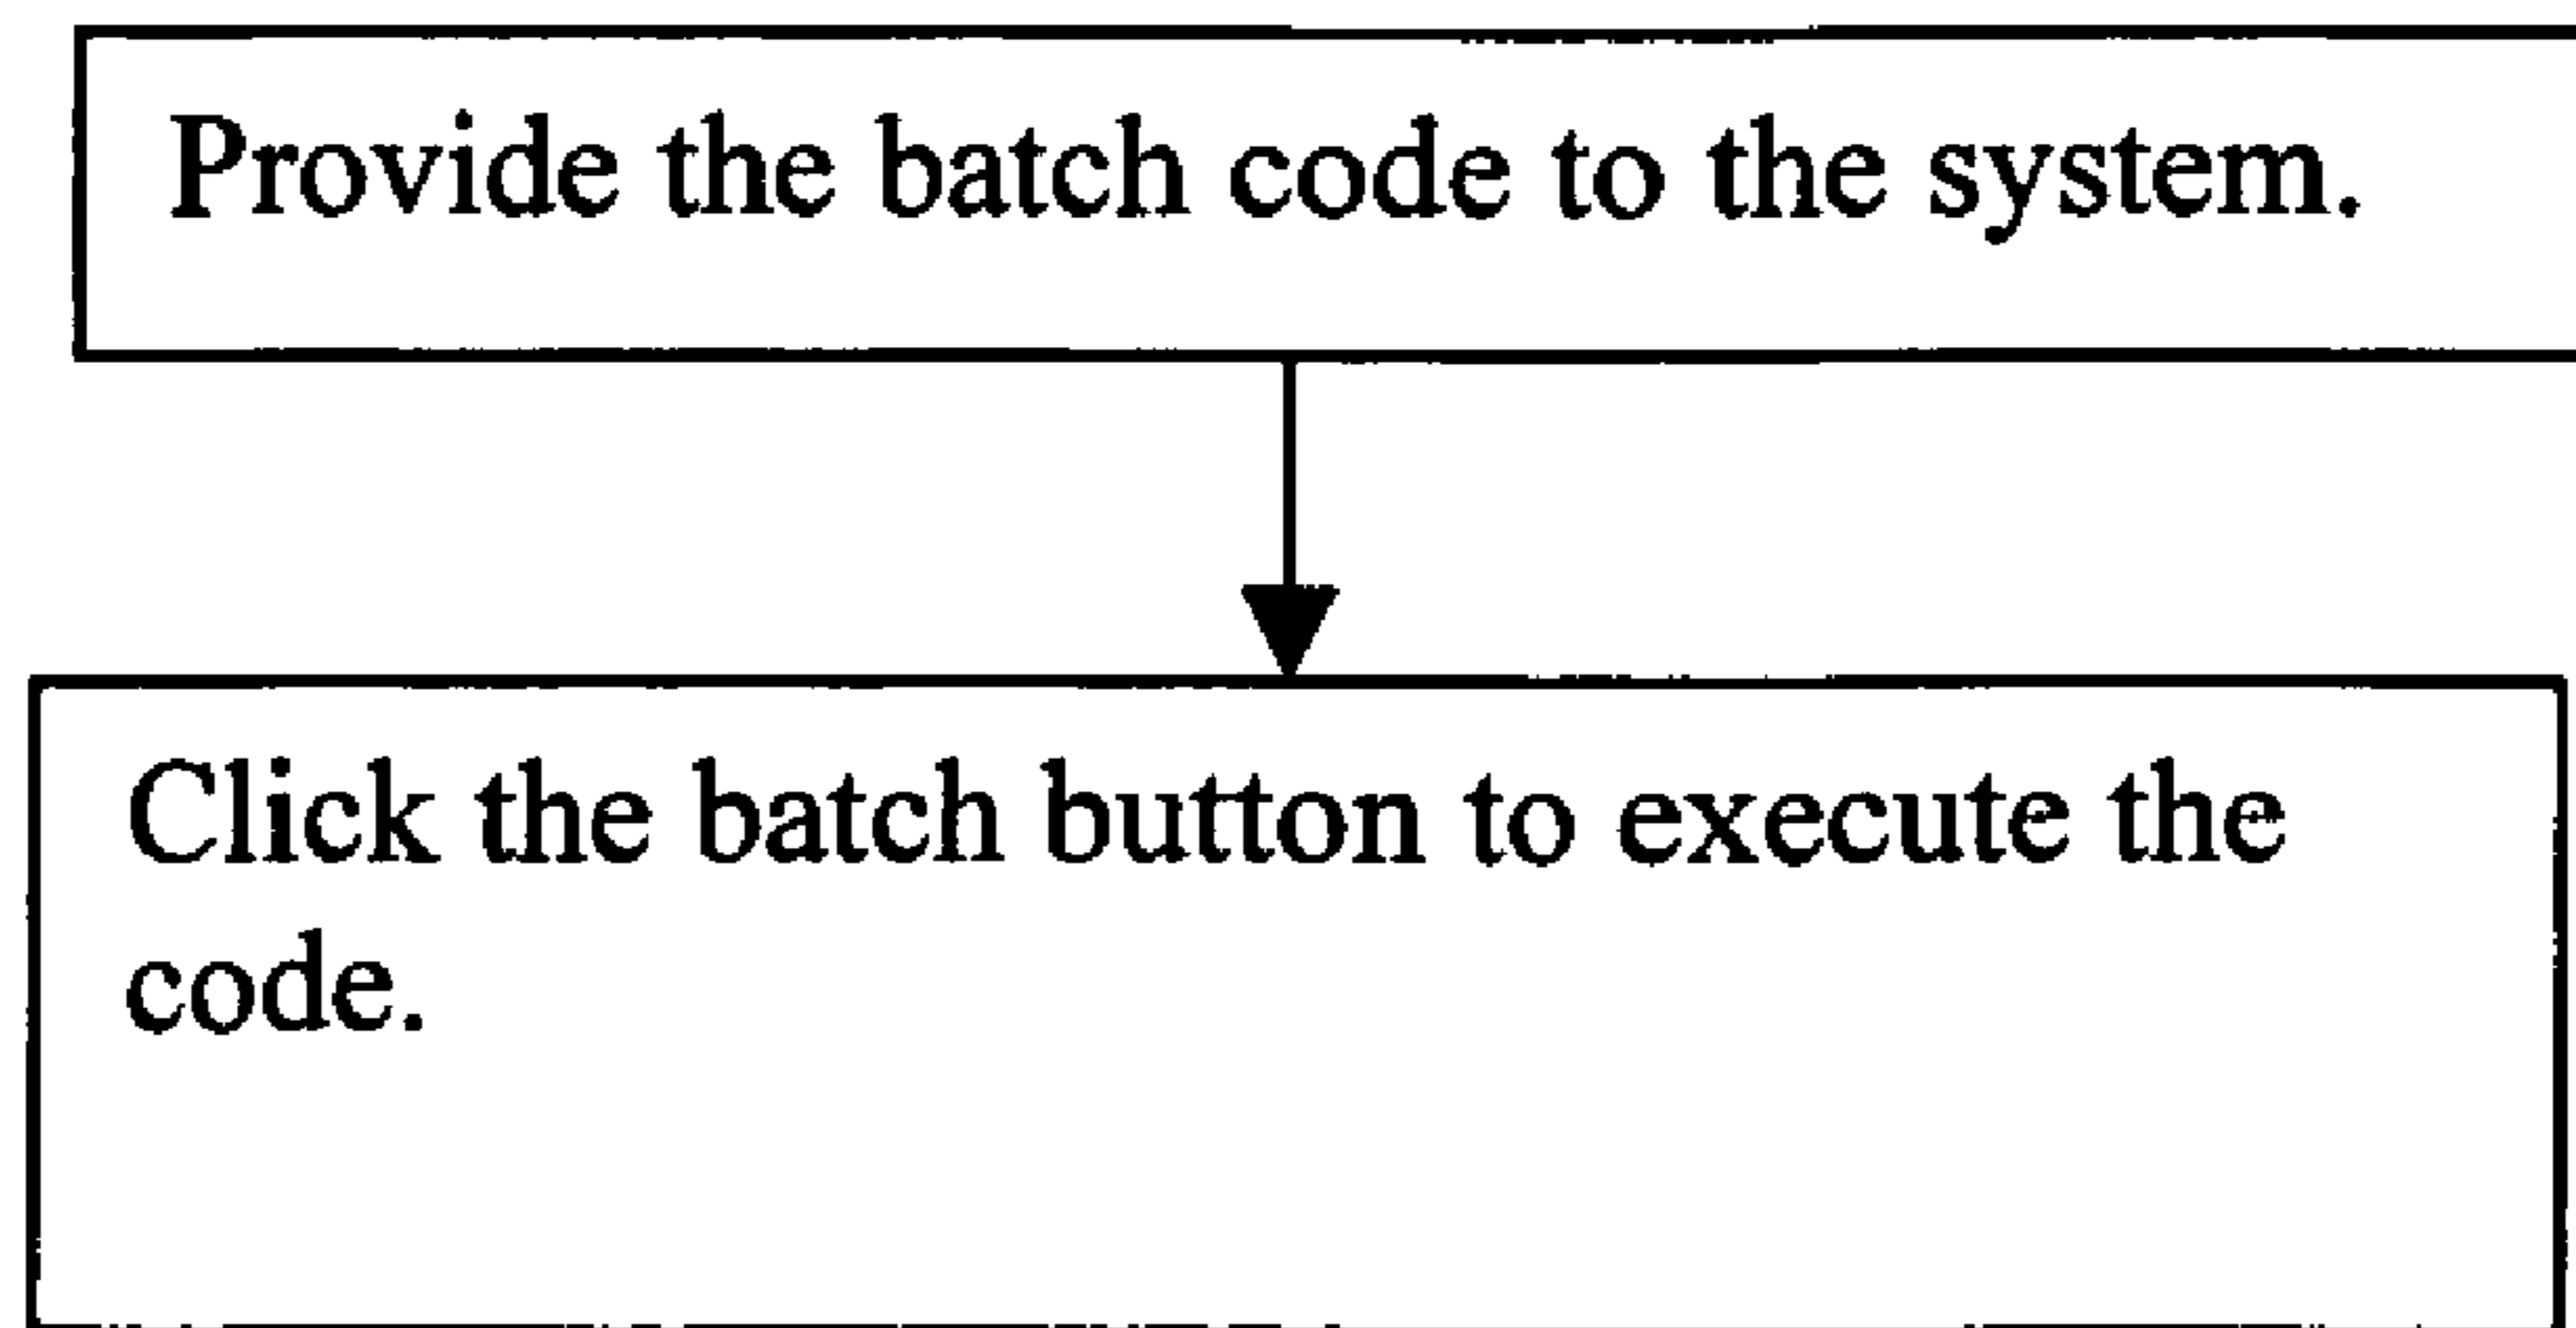 Provide the batch code to the system.
Click the batch button to execute the
code.